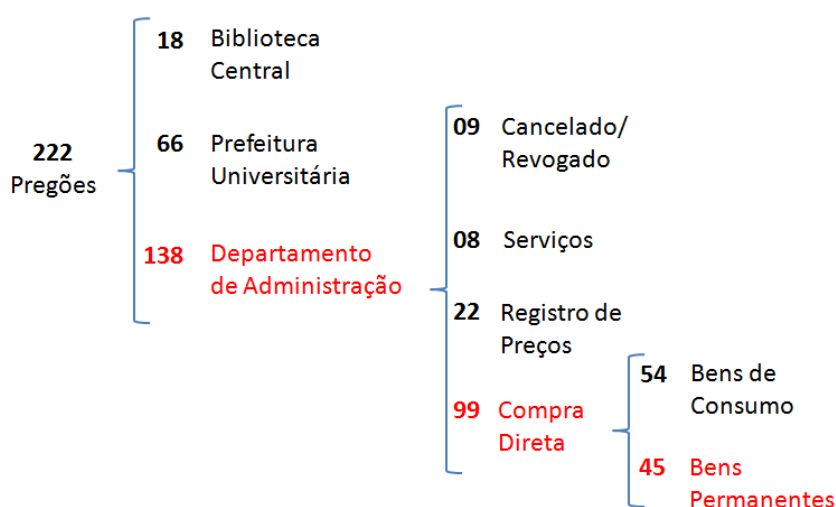 222
Pregões
18 Biblioteca
Central
66 Prefeitura
Universitária
138 Departamento
de Administração
09 Cancelado/
Revogado
08 Serviços
22 Registro de
Preços
99 Compra
Direta
54 Bens de
Consumo
45 Bens
Permanentes